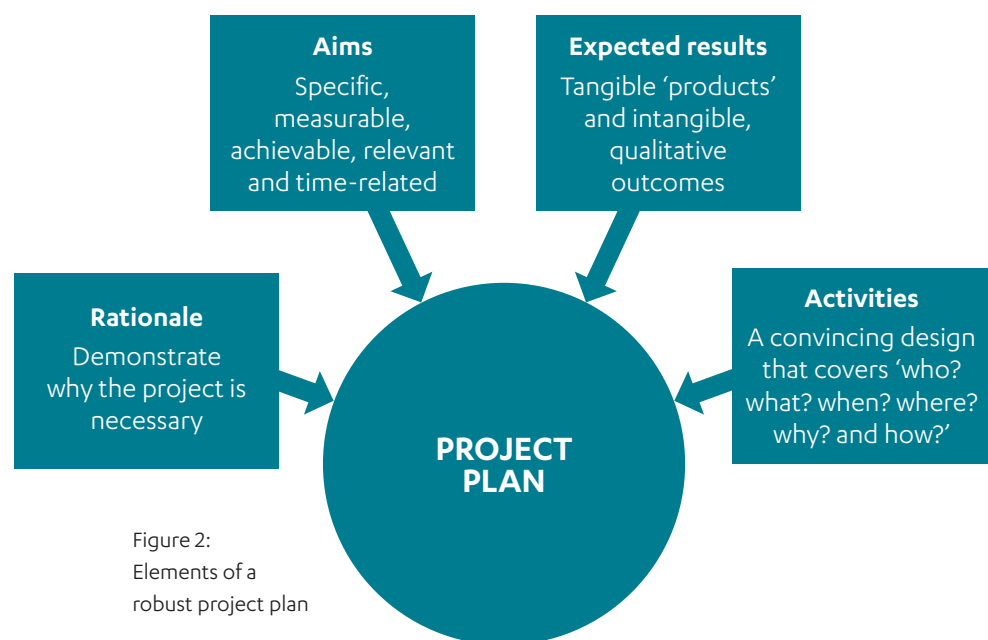 Aims
Specific,
measurable,
achievable, relevant
and time-related
Expected results
Tangible ‘products’
and intangible,
qualitative
outcomes
Rationale
Demonstrate
why the project is
necessary
Activities
A convincing design
that covers ‘who?
what? when? where?
why? and how?’
PROJECT
PLAN
Figure 2:
Elements of a
robust project plan